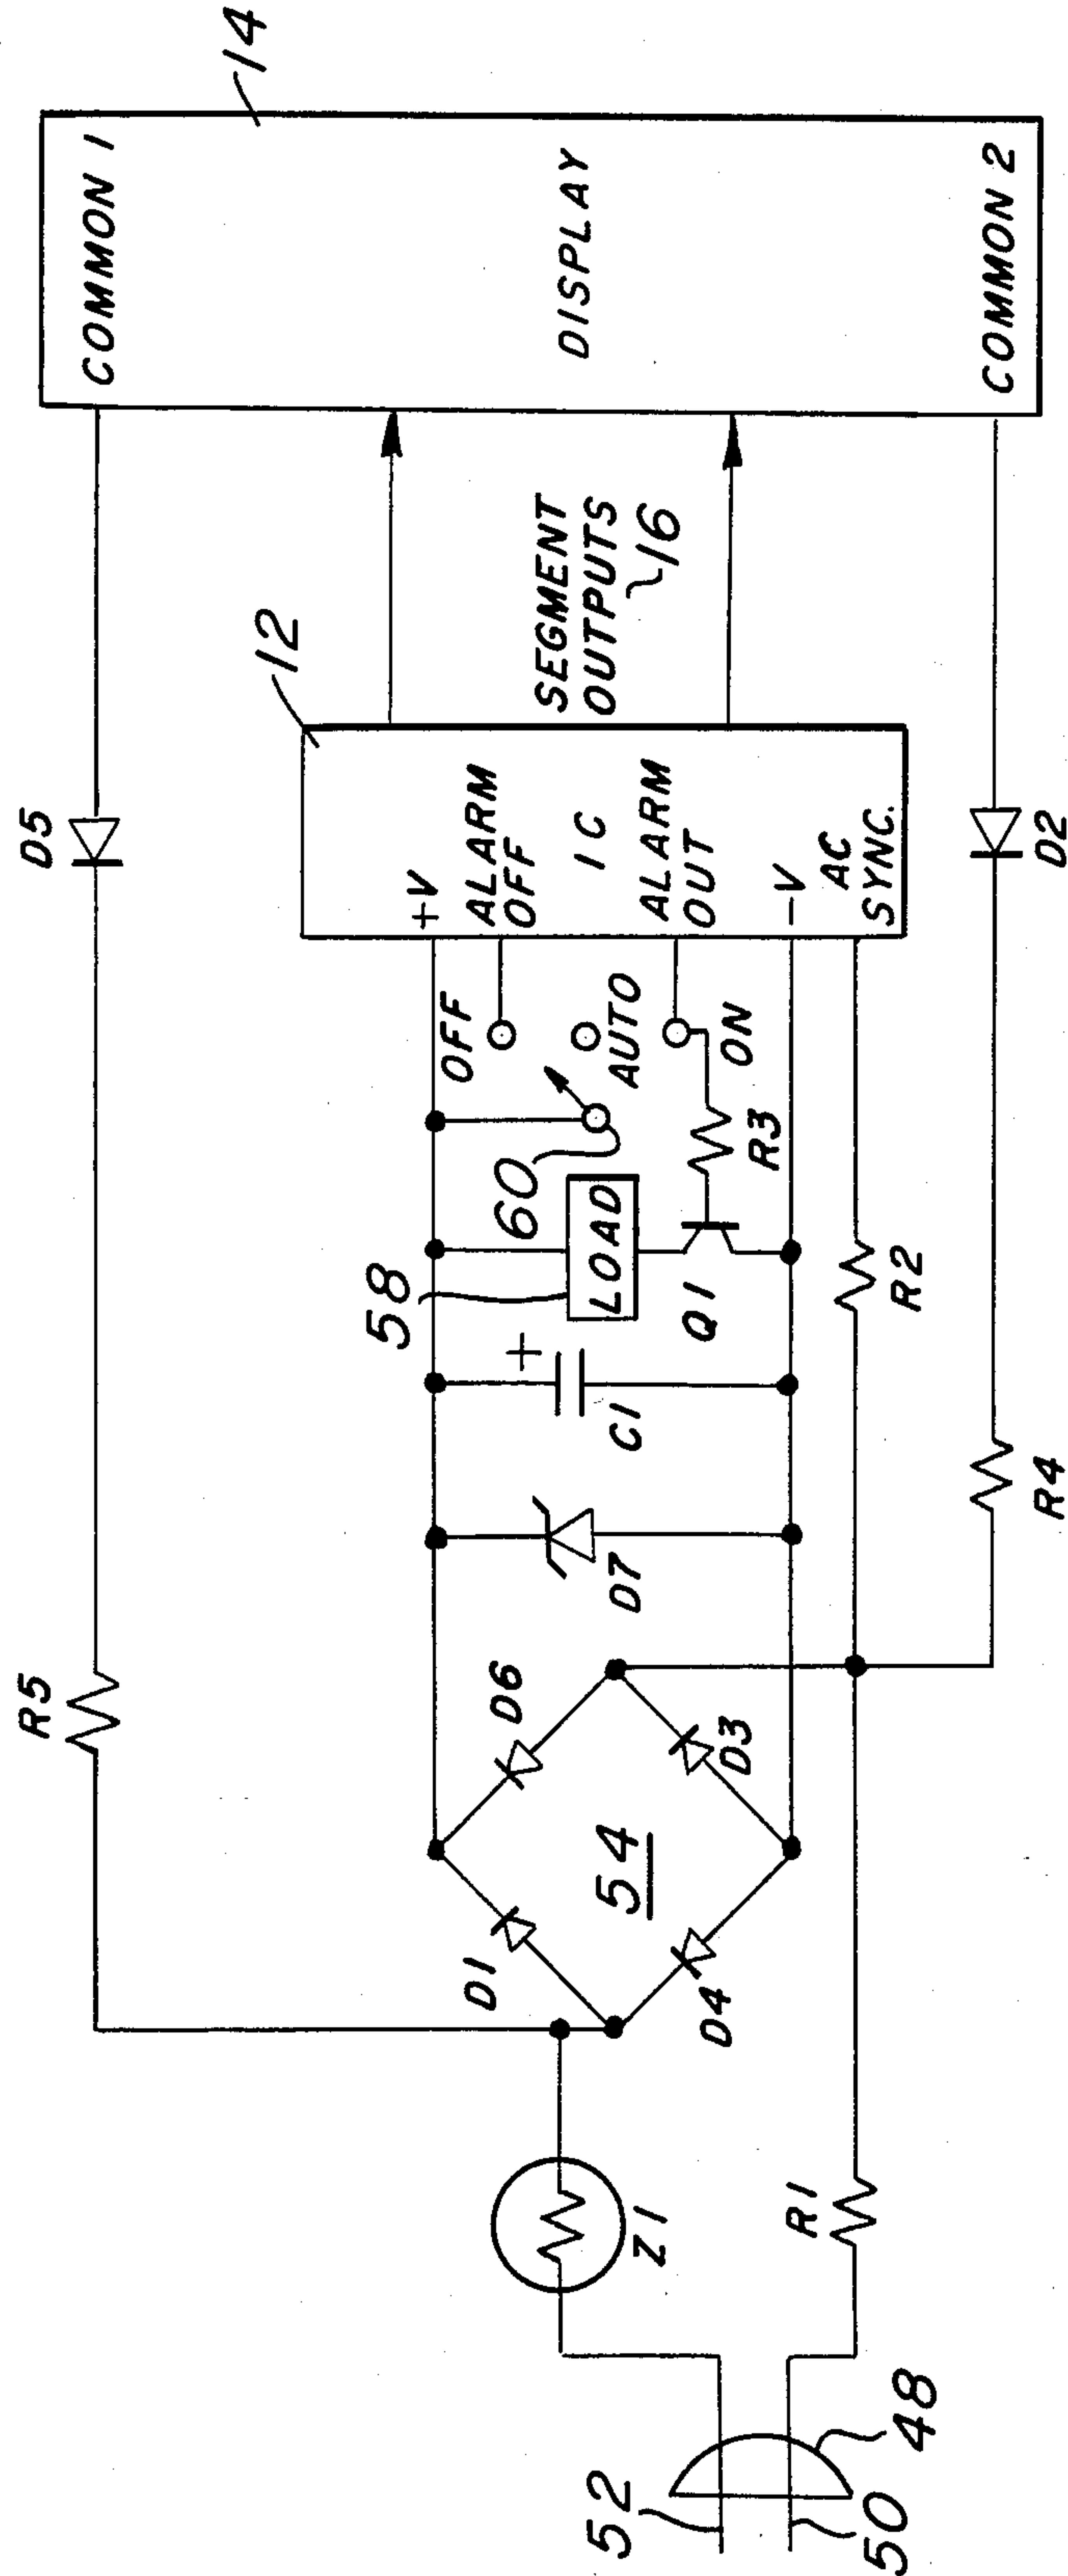 14
COMMON 1
DISPLAY
COMMON 2
D5
R5
12
SEGMENT
OUTPUTS
16
+V
ALARM
OFF
IC
ALARM
OUT
-V
AC
SYNC.
OFF
AUTO
ON
60
58
LOAD
R3
Q1
+
C1
D7
D6
D3
54
D1
D4
R2
D2
R4
Z1
R1
52
50
48